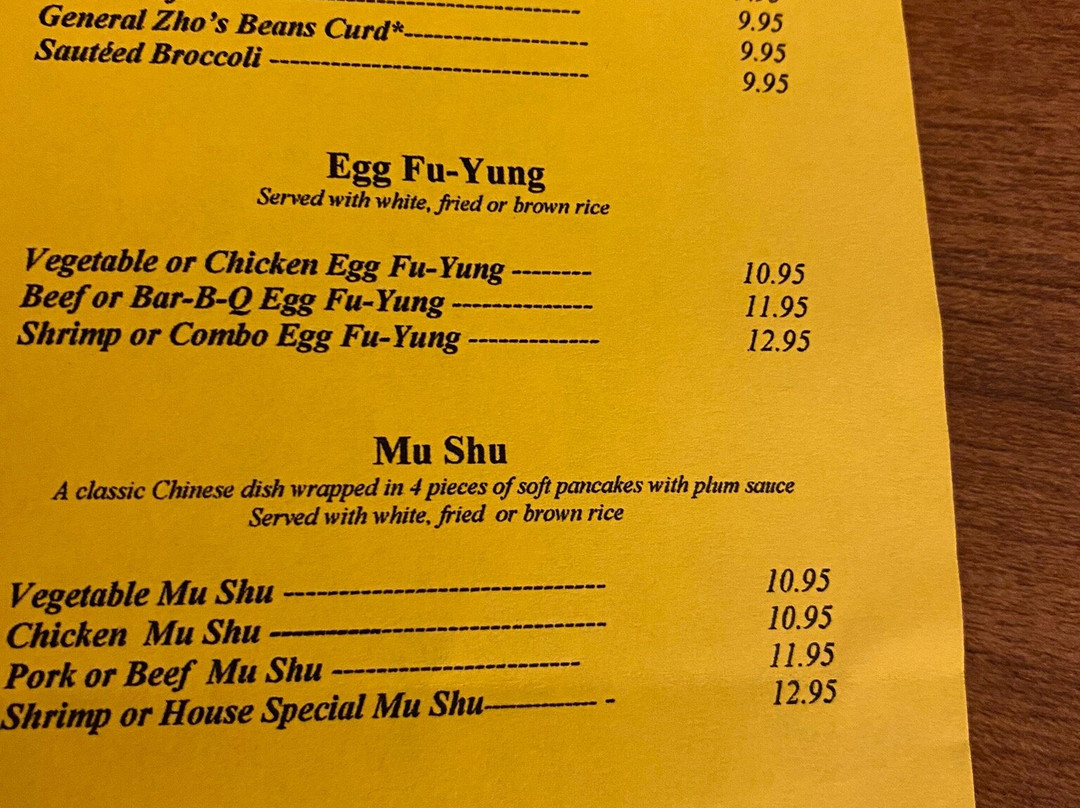 General Zho's Beans Curd*-------------------- 9.95
Sautéed Broccoli ----------------------------------- 9.95
9.95
Egg Fu-Yung
Served with white, fried or brown rice
Vegetable or Chicken Egg Fu-Yung -------- 10.95
Beef or Bar-B-Q Egg Fu-Yung -------------- 11.95
Shrimp or Combo Egg Fu-Yung ------------- 12.95
Mu Shu
A classic Chinese dish wrapped in 4 pieces of soft pancakes with plum sauce
Served with white, fried or brown rice
Vegetable Mu Shu ----------------------------------- 10.95
Chicken Mu Shu ------------------------------------- 10.95
Pork or Beef Mu Shu --------------------------- 11.95
Shrimp or House Special Mu Shu------------ - 12.95